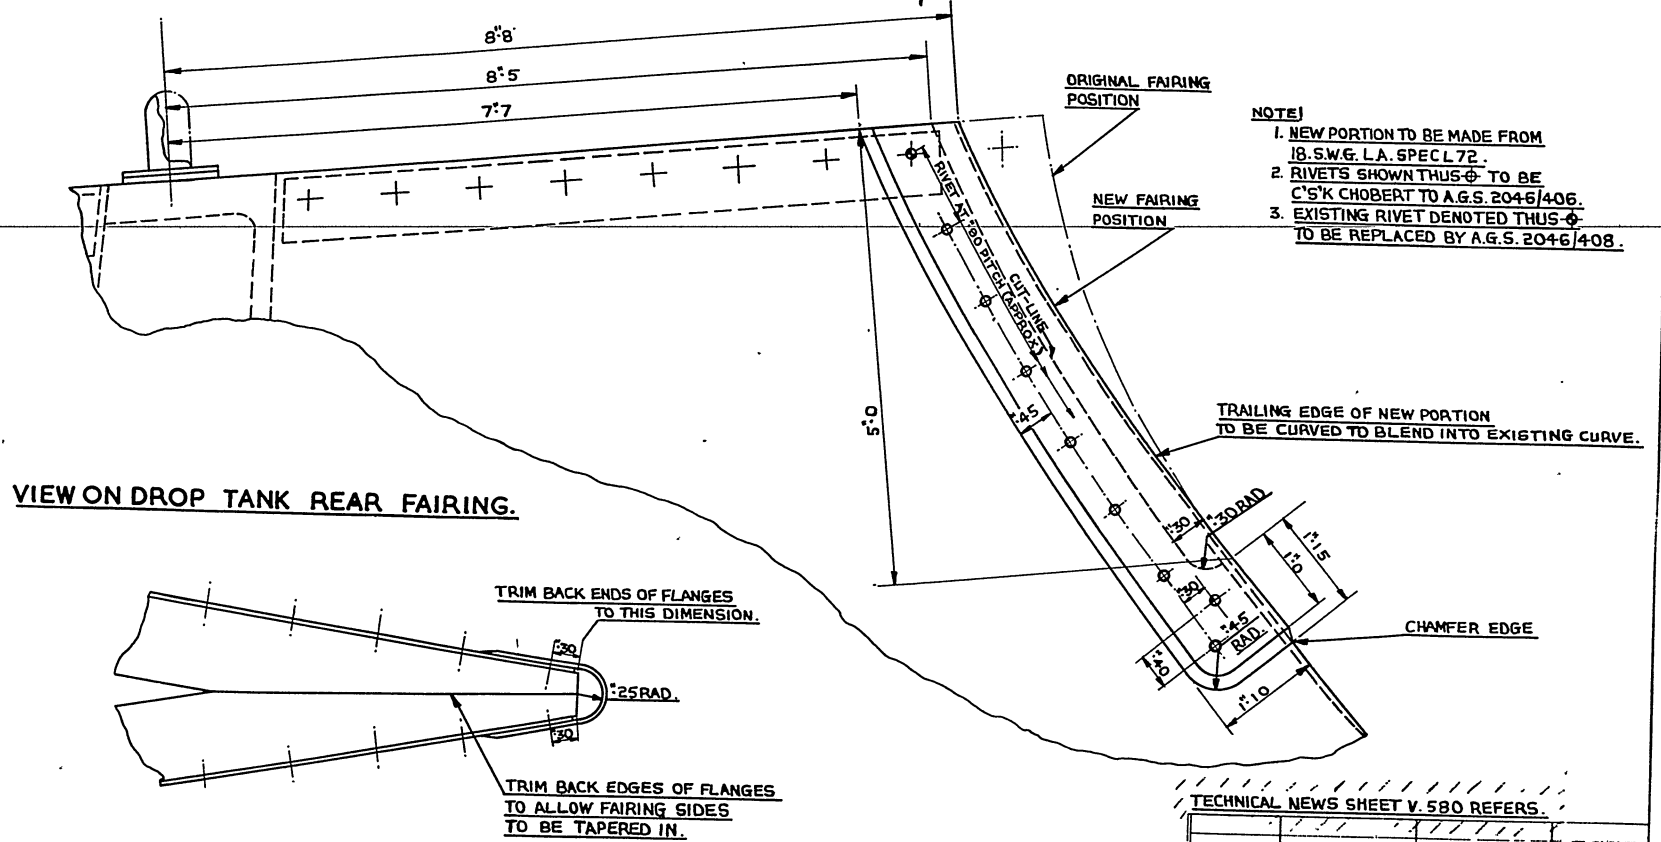 8"·8
8"·5
7"·7
ORIGINAL FAIRING
POSITION
NEW FAIRING
POSITION
NOTE!
1. NEW PORTION TO BE MADE FROM
18.S.W.G. L.A. SPEC L72.
2. RIVETS SHOWN THUS TO BE
C'S'K CHOBERT TO A.G.S. 2046/406.
3. EXISTING RIVET DENOTED THUS
TO BE REPLACED BY A.G.S. 2046/408.
RIVET AT ".90 PITCH (APPROX)
CUT-LINE
5"·0
".45
TRAILING EDGE OF NEW PORTION
TO BE CURVED TO BLEND INTO EXISTING CURVE.
VIEW ON DROP TANK REAR FAIRING.
".30
".30 RAD
1"·15
1"·0
".30
".45
RAD.
".40
1"·10
CHAMFER EDGE
TRIM BACK ENDS OF FLANGES
TO THIS DIMENSION.
".30
".25 RAD.
".30
TRIM BACK EDGES OF FLANGES
TO ALLOW FAIRING SIDES
TO BE TAPERED IN.
TECHNICAL NEWS SHEET V. 580 REFERS.